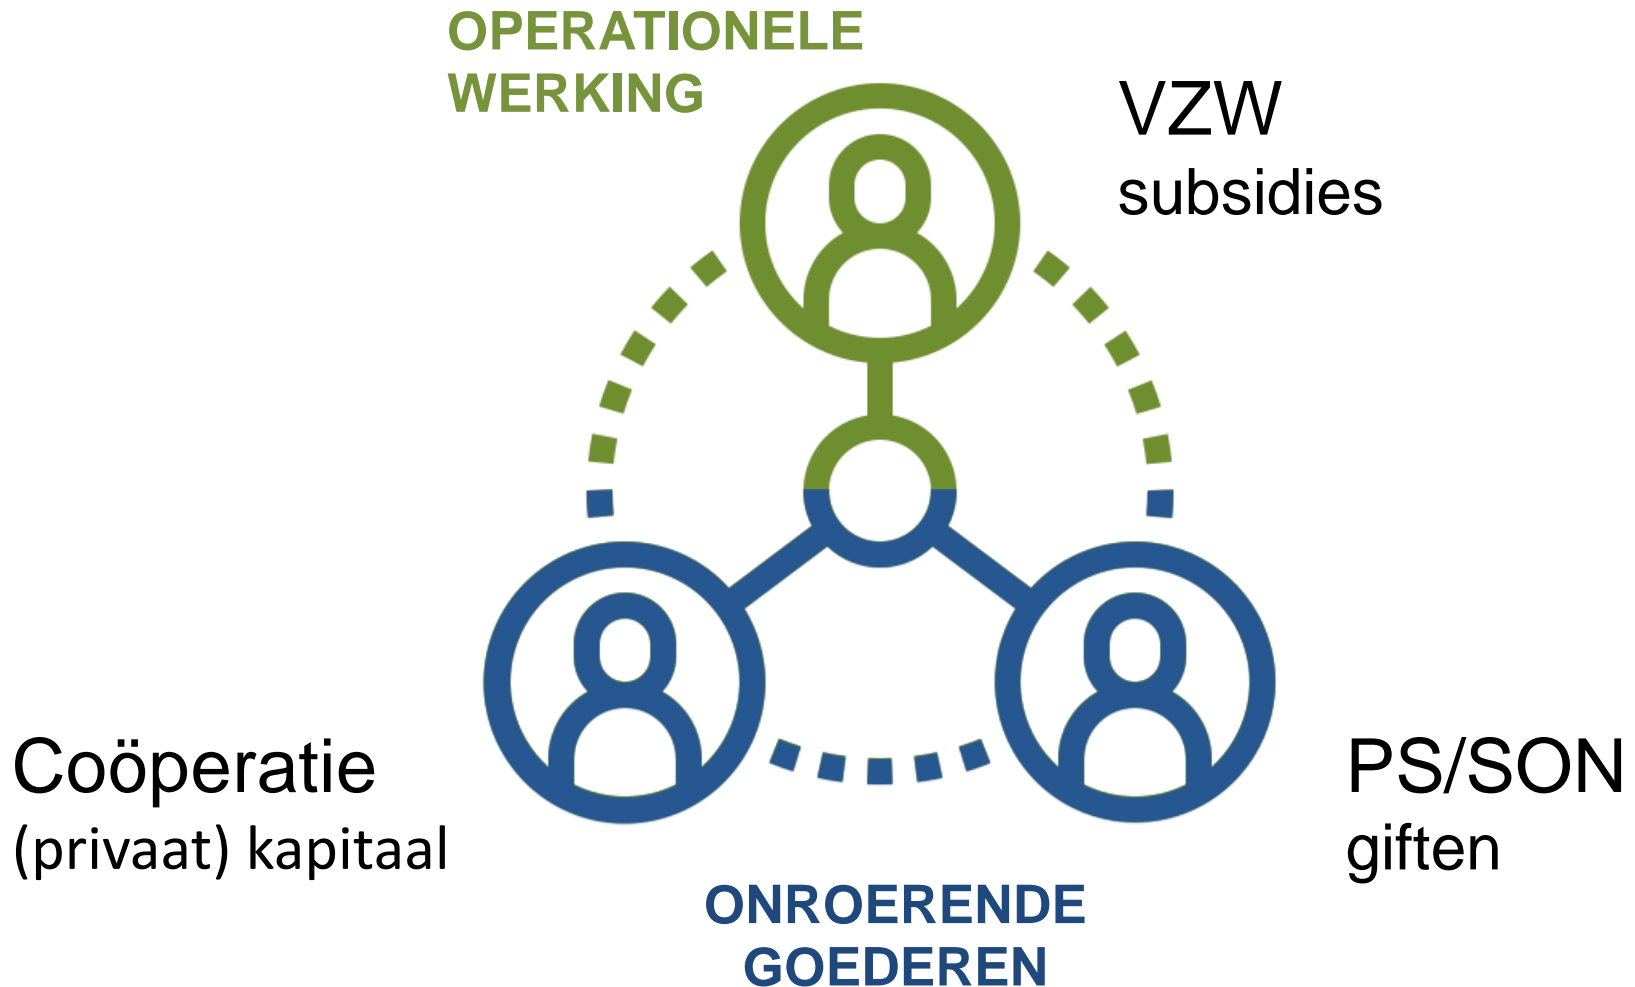 OPERATIONELE
WERKING
VZW
subsidies
Coöperatie
(privaat) kapitaal
PS/SON
giften
ONROERENDE
GOEDEREN